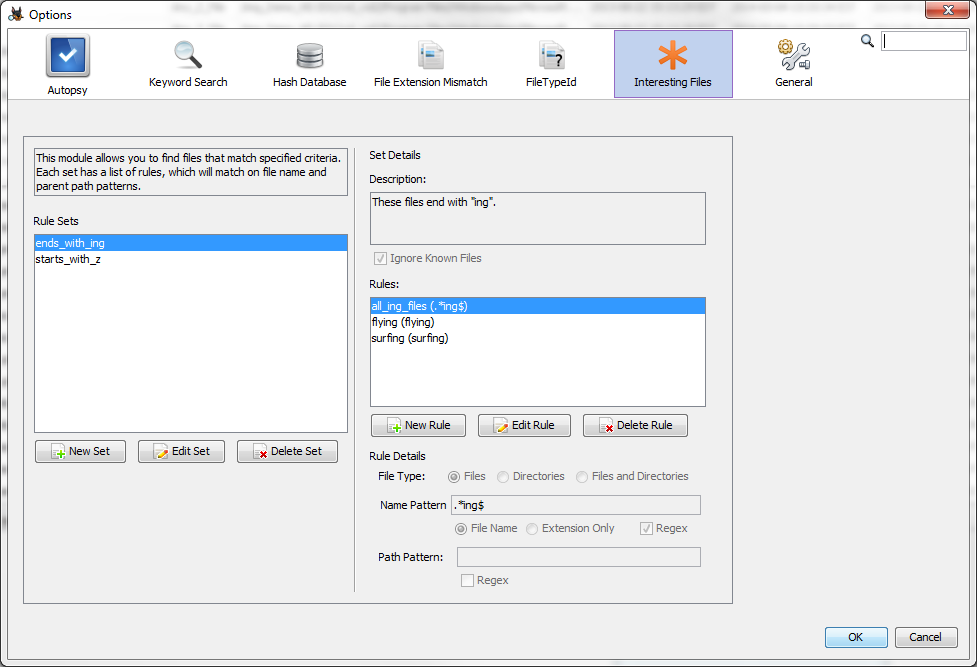 Options
Autopsy
Keyword Search
Hash Database
File Extension Mismatch
FileTypeId
Interesting Files
General
This module allows you to find files that match specified criteria.
Each set has a list of rules, which will match on file name and
parent path patterns.
Rule Sets
ends_with_ing
starts_with_z
New Set
Edit Set
Delete Set
Set Details
Description:
These files end with "ing".
Ignore Known Files
Rules:
all_ing_files (.*ing$)
flying (flying)
surfing (surfing)
New Rule
Edit Rule
Delete Rule
Rule Details
File Type: Files Directories Files and Directories
Name Pattern .*ing$
File Name Extension Only Regex
Path Pattern:
Regex
OK
Cancel